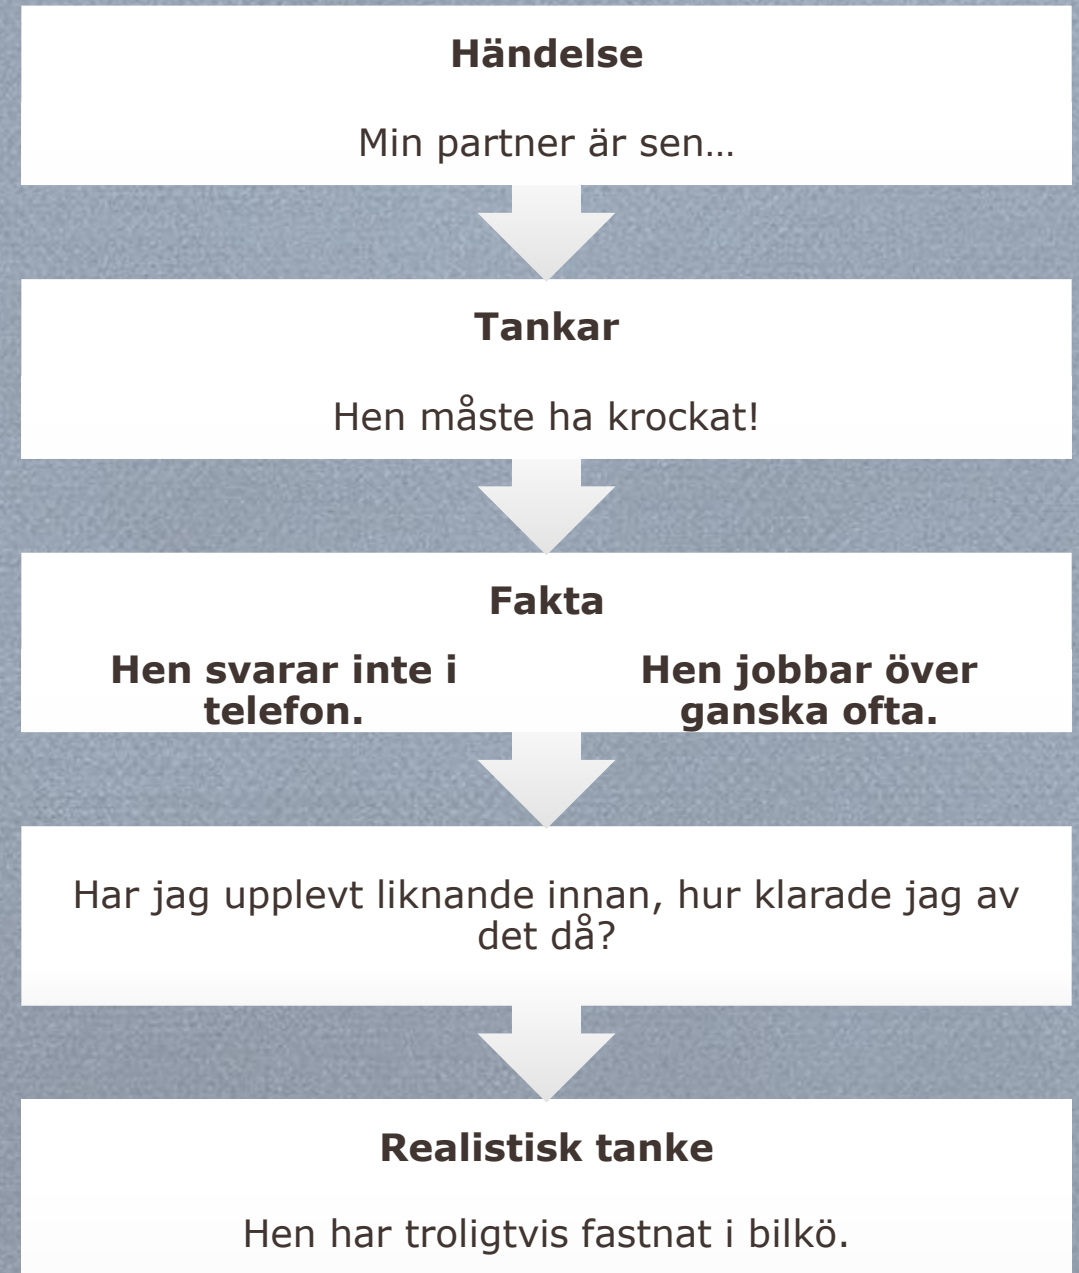 Händelse
Min partner är sen…
Tankar
Hen måste ha krockat!
Fakta
Hen svarar inte i
telefon.
Hen jobbar över
ganska ofta.
Har jag upplevt liknande innan, hur klarade jag av
det då?
Realistisk tanke
Hen har troligtvis fastnat i bilkö.